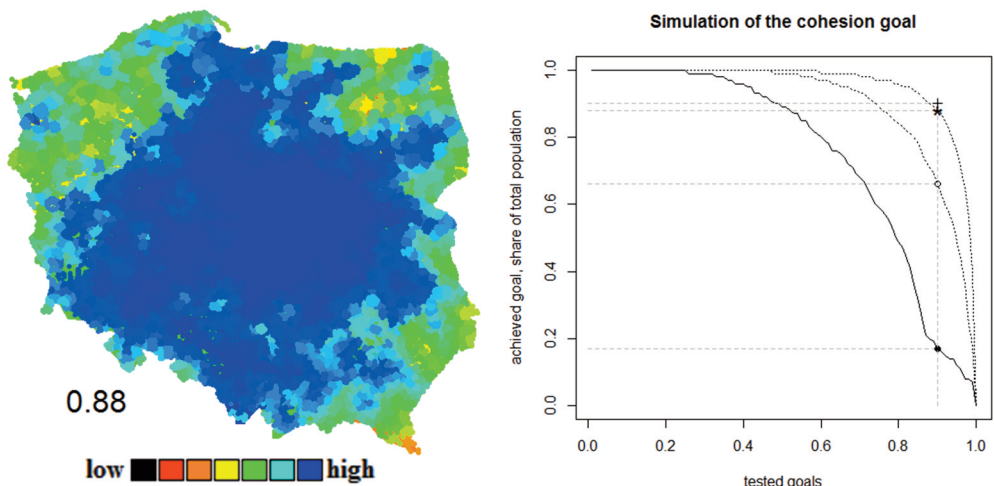 0.88
low high
Simulation of the cohesion goal
achieved goal, share of total population
1.0
0.8
0.6
0.4
0.2
0.0
0.0 0.2 0.4 0.6 0.8 1.0
tested goals